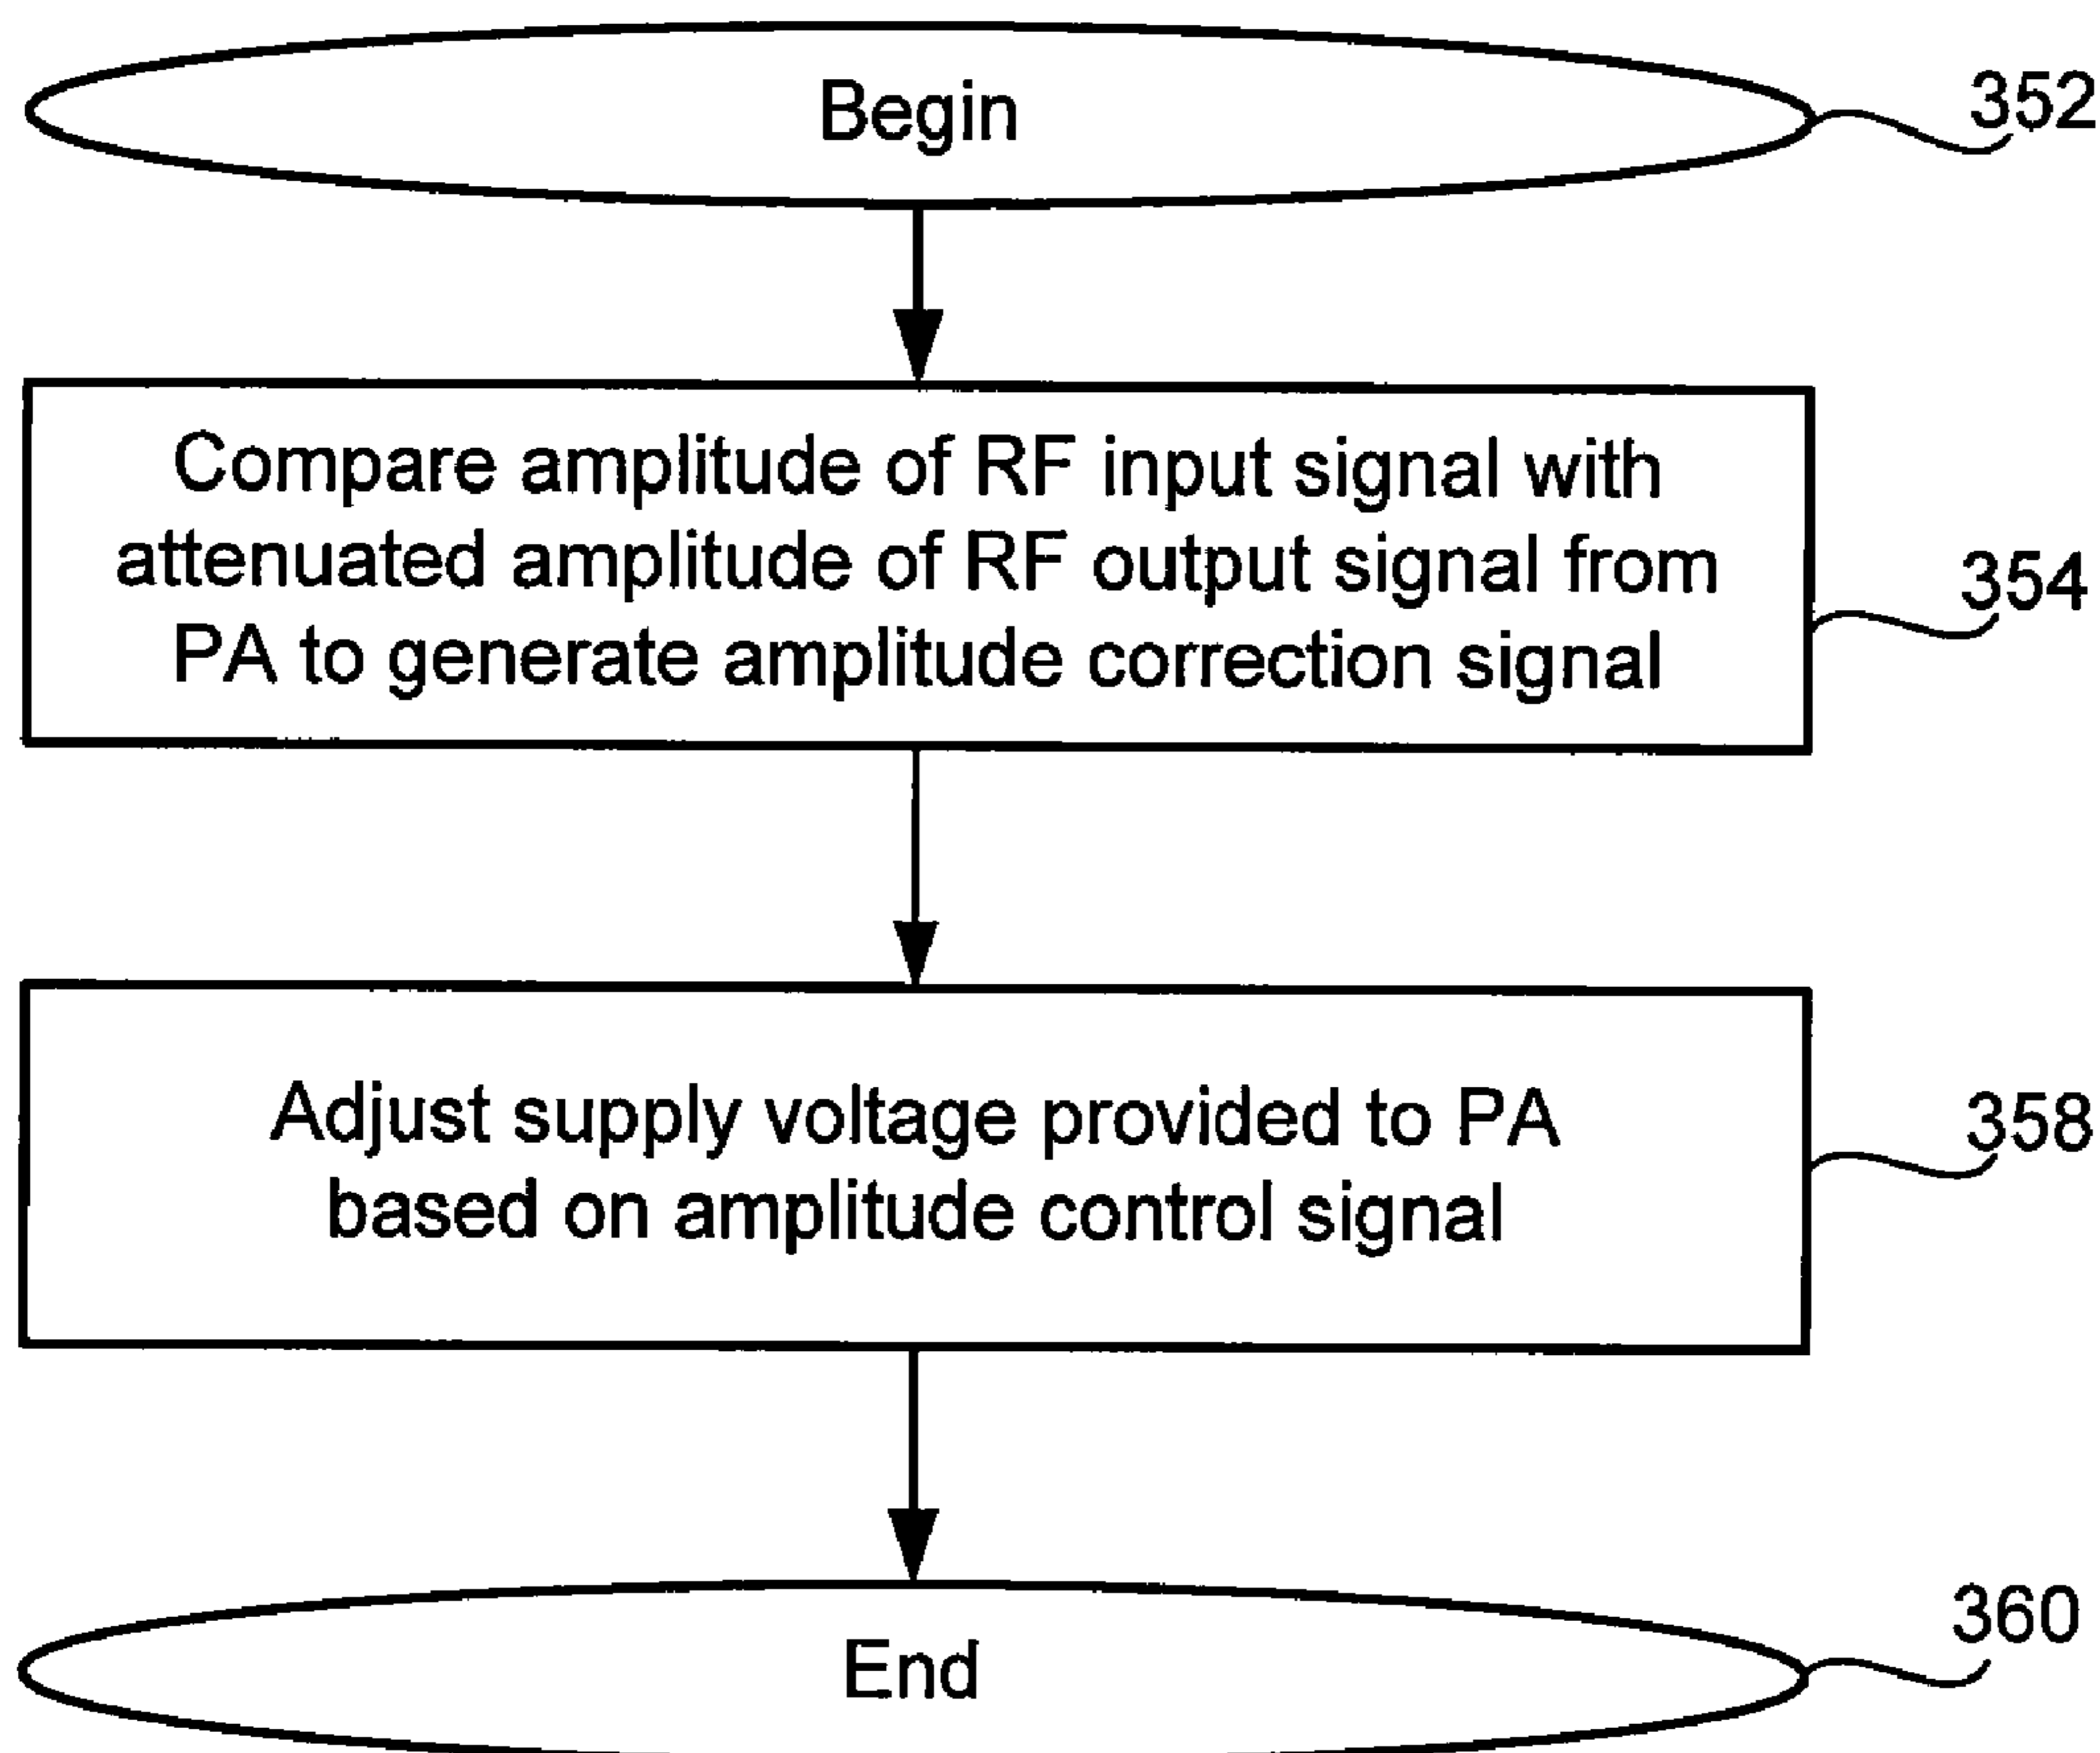 Begin
352
Compare amplitude of RF input signal with
attenuated amplitude of RF output signal from
PA to generate amplitude correction signal
354
Adjust supply voltage provided to PA
based on amplitude control signal
358
End
360